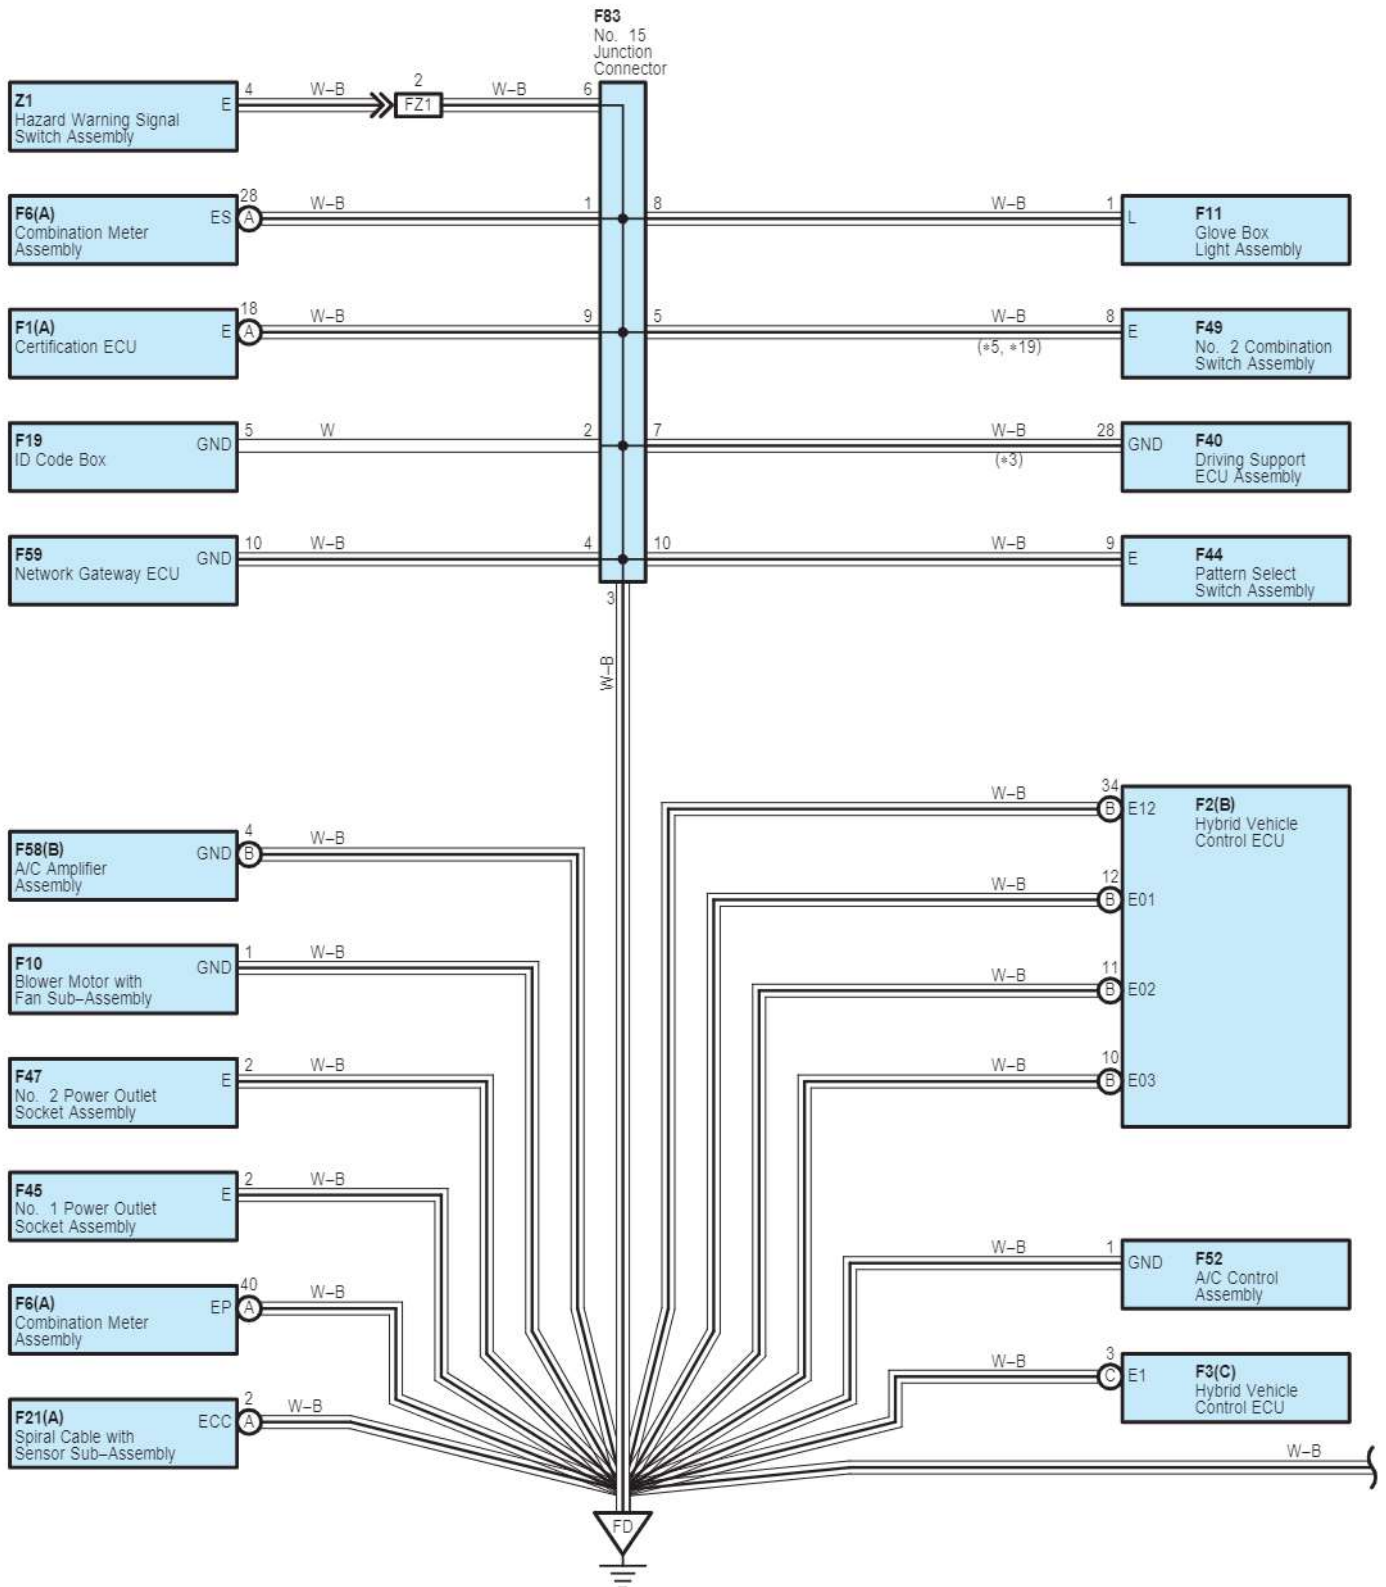 F83
No. 15
Junction
Connector
Z1
Hazard Warning Signal
Switch Assembly
E
4
W–B
2
FZ1
W–B
6
F6(A)
Combination Meter
Assembly
ES
28
A
W–B
1
8
W–B
1
L
F11
Glove Box
Light Assembly
F1(A)
Certification ECU
E
18
A
W–B
9
5
W–B
(*5, *19)
8
E
F49
No. 2 Combination
Switch Assembly
F19
ID Code Box
GND
5
W
2
7
W–B
(*3)
28
GND
F40
Driving Support
ECU Assembly
F59
Network Gateway ECU
GND
10
W–B
4
10
W–B
9
E
F44
Pattern Select
Switch Assembly
3
W–B
F58(B)
A/C Amplifier
Assembly
GND
4
B
W–B
F10
Blower Motor with
Fan Sub–Assembly
GND
1
W–B
F47
No. 2 Power Outlet
Socket Assembly
E
2
W–B
F45
No. 1 Power Outlet
Socket Assembly
E
2
W–B
F6(A)
Combination Meter
Assembly
EP
40
A
W–B
F21(A)
Spiral Cable with
Sensor Sub–Assembly
ECC
2
A
W–B
W–B
34
B
E12
F2(B)
Hybrid Vehicle
Control ECU
W–B
12
B
E01
W–B
11
B
E02
W–B
10
B
E03
W–B
1
GND
F52
A/C Control
Assembly
W–B
3
C
E1
F3(C)
Hybrid Vehicle
Control ECU
W–B
FD